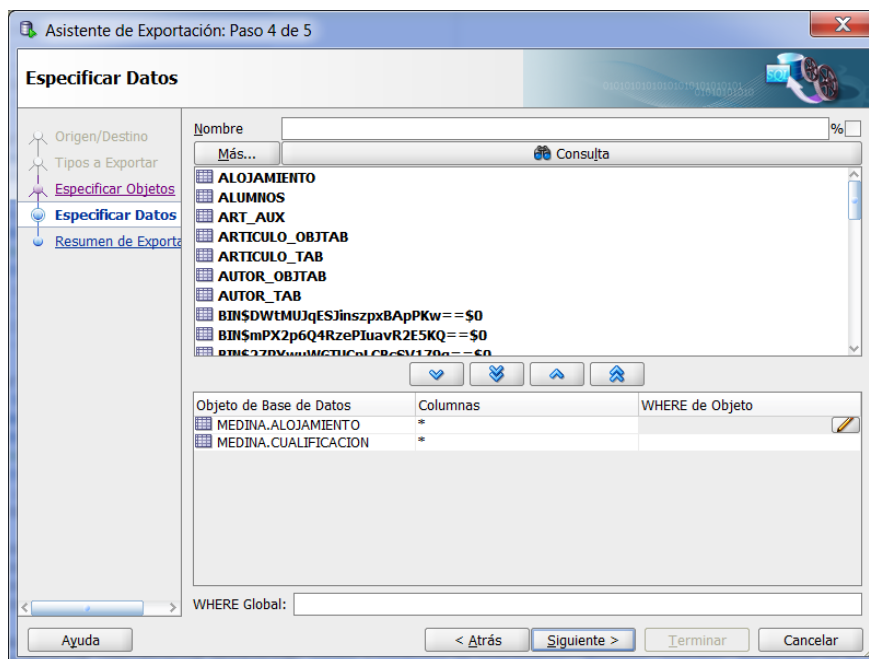 Asistente de Exportación: Paso 4 de 5
Especificar Datos
Origen/Destino
Tipos a Exportar
Especificar Objetos
Especificar Datos
Resumen de Exporta
Nombre %
Más... Consulta
ALOJAMIENTO
ALUMNOS
ART_AUX
ARTICULO_OBJTAB
ARTICULO_TAB
AUTOR_OBJTAB
AUTOR_TAB
BIN$DWtMUJqESJinszpxBApPKw==$0
BIN$mPX2p6Q4RzePIuavR2E5KQ==$0
Objeto de Base de Datos Columnas WHERE de Objeto
MEDINA.ALOJAMIENTO *
MEDINA.CUALIFICACION *
WHERE Global:
Ayuda < Atrás Siguiente > Terminar Cancelar